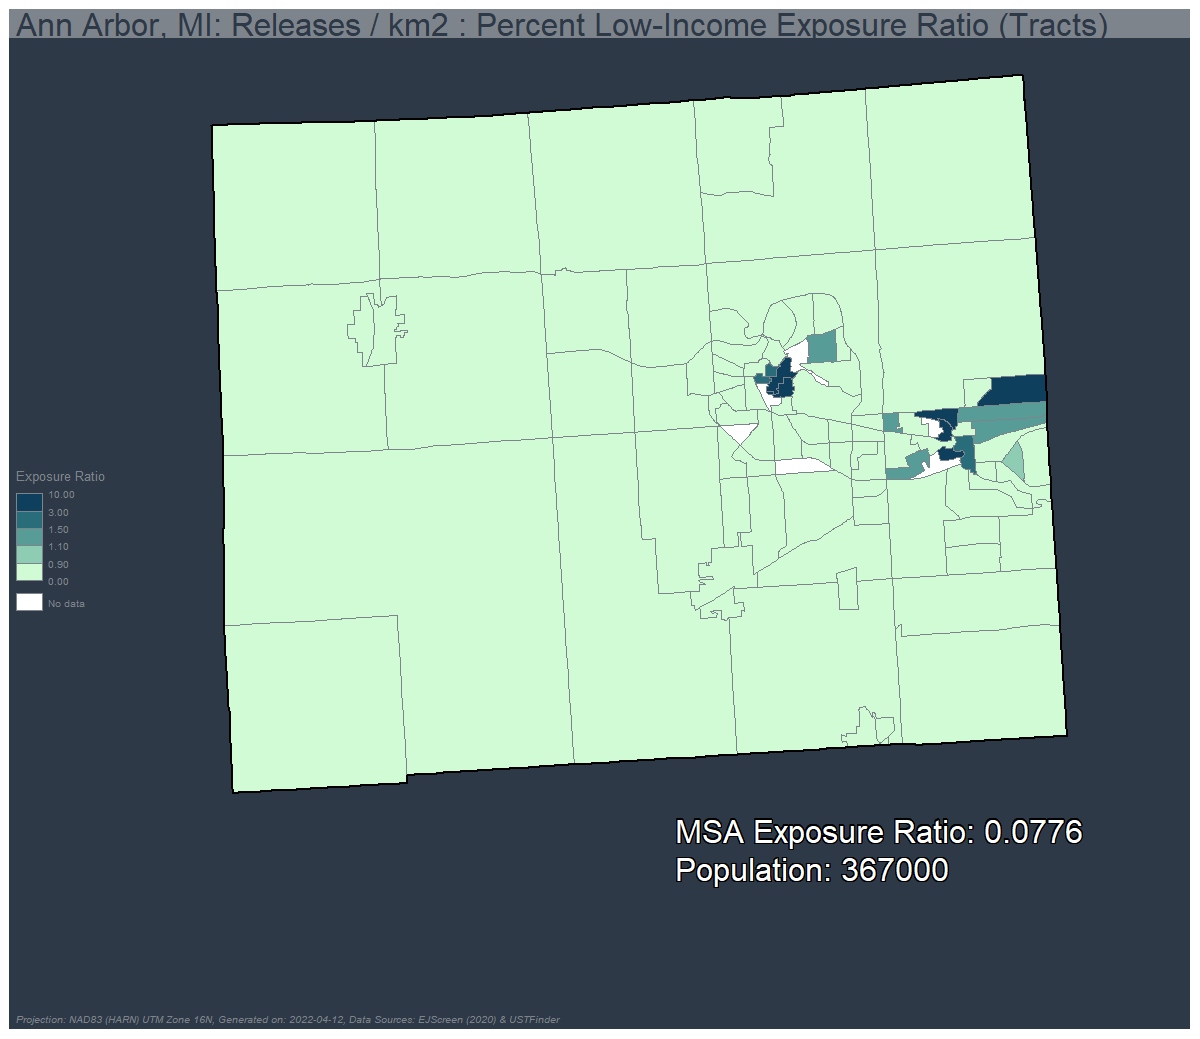 Ann Arbor, MI: Releases / km2 : Percent Low-Income Exposure Ratio (Tracts)
Exposure Ratio
10.00
3.00
1.50
1.10
0.90
0.00
No data
MSA Exposure Ratio: 0.0776
Population: 367000
Projection: NAD83 (HARN) UTM Zone 16N, Generated on: 2022-04-12, Data Sources: EJScreen (2020) & USTFinder